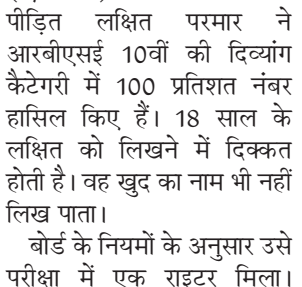 पीड़ित लक्षित परमार ने
आरबीएसई 10वीं की दिव्यांग
कैटेगरी में 100 प्रतिशत नंबर
हासिल किए हैं। 18 साल के
लक्षित को लिखने में दिक्कत
होती है। वह खुद का नाम भी नहीं
लिख पाता।
बोर्ड के नियमों के अनुसार उसे
परीक्षा में एक राइटर मिला।